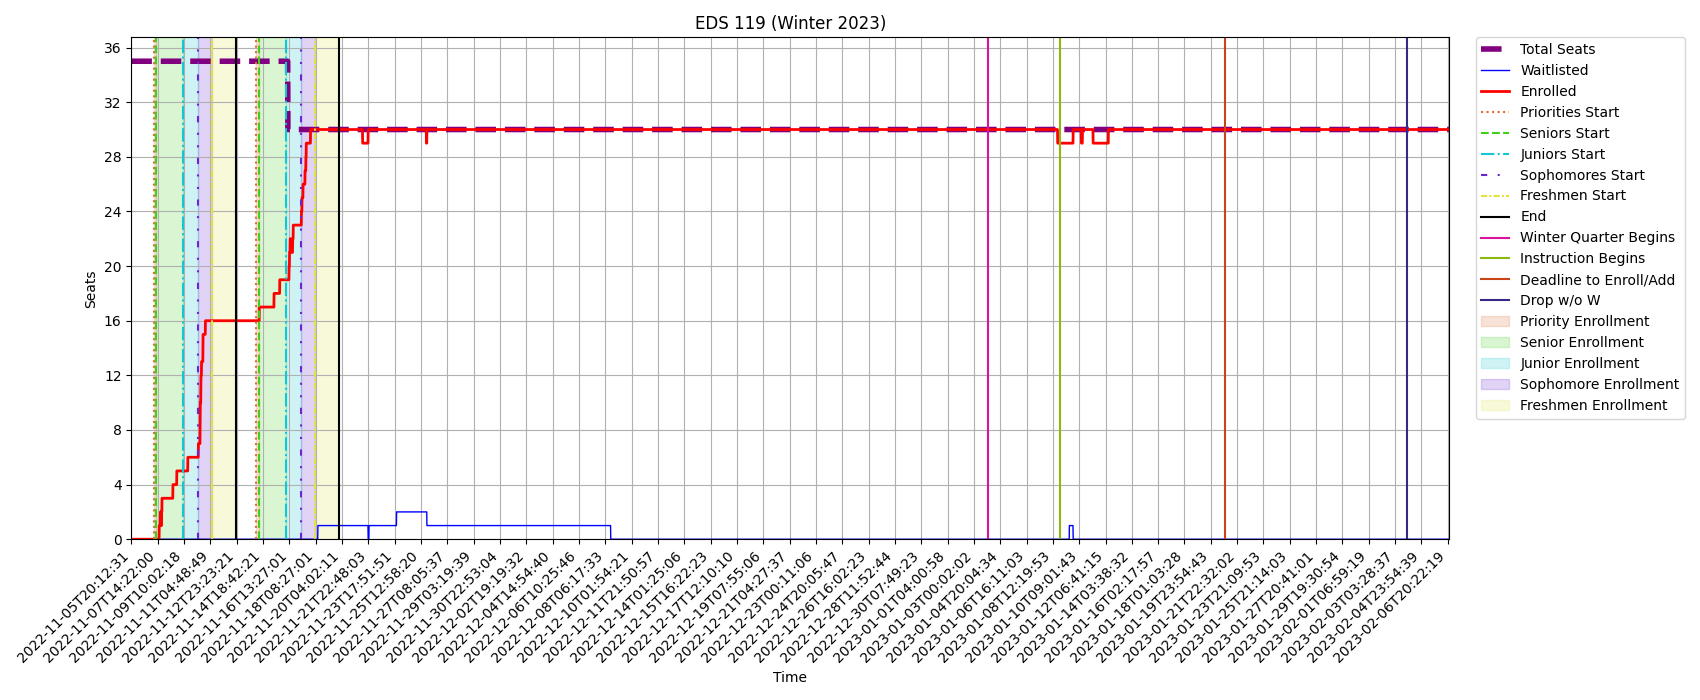 EDS 119 (Winter 2023)
36
32
28
24
20
16
12
8
4
0
Seats
2022-11-05T20:12:31
2022-11-07T14:22:00
2022-11-09T10:02:18
2022-11-11T04:48:49
2022-11-12T23:23:21
2022-11-14T18:42:21
2022-11-16T13:27:01
2022-11-18T08:27:01
2022-11-20T04:02:11
2022-11-21T22:48:03
2022-11-23T17:51:51
2022-11-25T12:58:20
2022-11-27T08:05:37
2022-11-29T03:19:39
2022-11-30T22:53:04
2022-12-02T19:19:32
2022-12-04T14:54:40
2022-12-06T10:25:46
2022-12-08T06:17:33
2022-12-10T01:54:21
2022-12-11T21:50:57
2022-12-14T01:25:06
2022-12-15T16:22:23
2022-12-17T12:10:10
2022-12-19T07:55:06
2022-12-21T04:27:37
2022-12-23T00:11:06
2022-12-24T20:05:47
2022-12-26T16:02:23
2022-12-28T11:52:44
2022-12-30T07:49:23
2023-01-01T04:00:58
2023-01-03T00:02:02
2023-01-04T20:04:34
2023-01-06T16:11:03
2023-01-08T12:19:53
2023-01-10T09:01:43
2023-01-12T06:41:15
2023-01-14T03:38:32
2023-01-16T02:17:57
2023-01-18T01:03:28
2023-01-19T23:54:43
2023-01-21T22:32:02
2023-01-23T21:09:53
2023-01-25T21:14:03
2023-01-27T20:41:01
2023-01-29T19:30:54
2023-02-01T06:59:19
2023-02-03T03:28:37
2023-02-04T23:54:39
2023-02-06T20:22:19
Time
Total Seats
Waitlisted
Enrolled
Priorities Start
Seniors Start
Juniors Start
Sophomores Start
Freshmen Start
End
Winter Quarter Begins
Instruction Begins
Deadline to Enroll/Add
Drop w/o W
Priority Enrollment
Senior Enrollment
Junior Enrollment
Sophomore Enrollment
Freshmen Enrollment